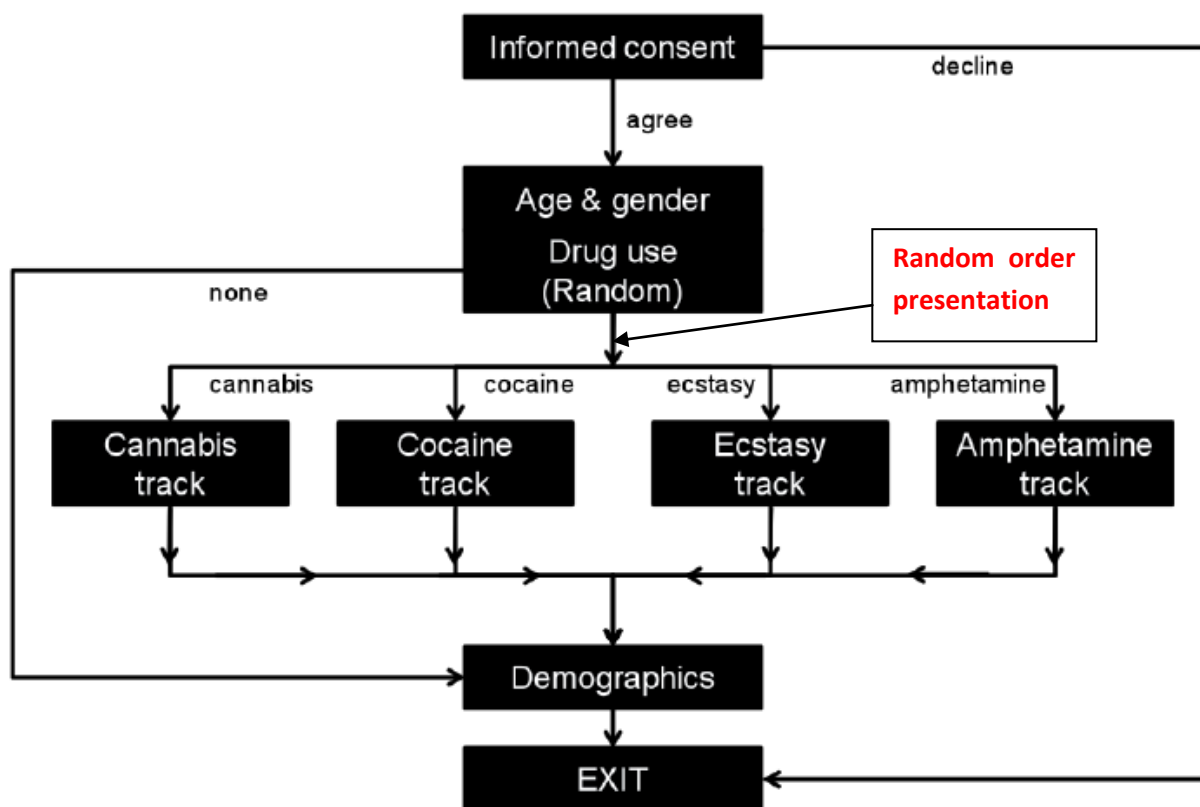 Informed consent
decline
agree
Age & gender
Drug use
(Random)
none
Random order
presentation
cannabis
cocaine
ecstasy
amphetamine
Cannabis
track
Cocaine
track
Ecstasy
track
Amphetamine
track
Demographics
EXIT